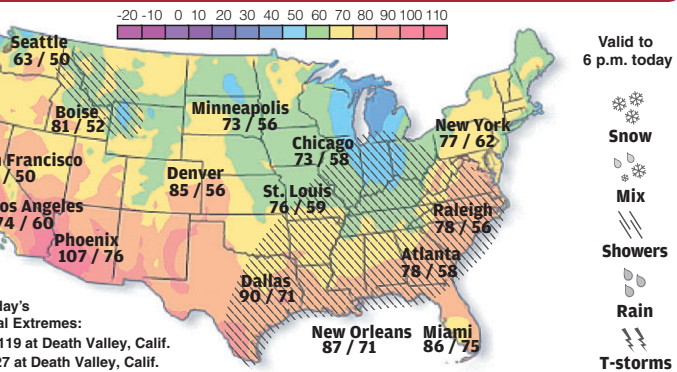 -20 -10 0 10 20 30 40 50 60 70 80 90 100 110
Seattle
63 / 50
Valid to
6 p.m. today
Boise
81 / 52
Minneapolis
73 / 56
Snow
New York
77 / 62
Chicago
73 / 58
Francisco
/ 50
Denver
85 / 56
Mix
St. Louis
76 / 59
Angeles
/ 60
Raleigh
78 / 56
Phoenix
107 / 76
Showers
Atlanta
78 / 58
Dallas
90 / 71
Rain
Extremes:
New Orleans
87 / 71
Miami
86 / 75
119 at Death Valley, Calif.
at Death Valley, Calif.
T-storms